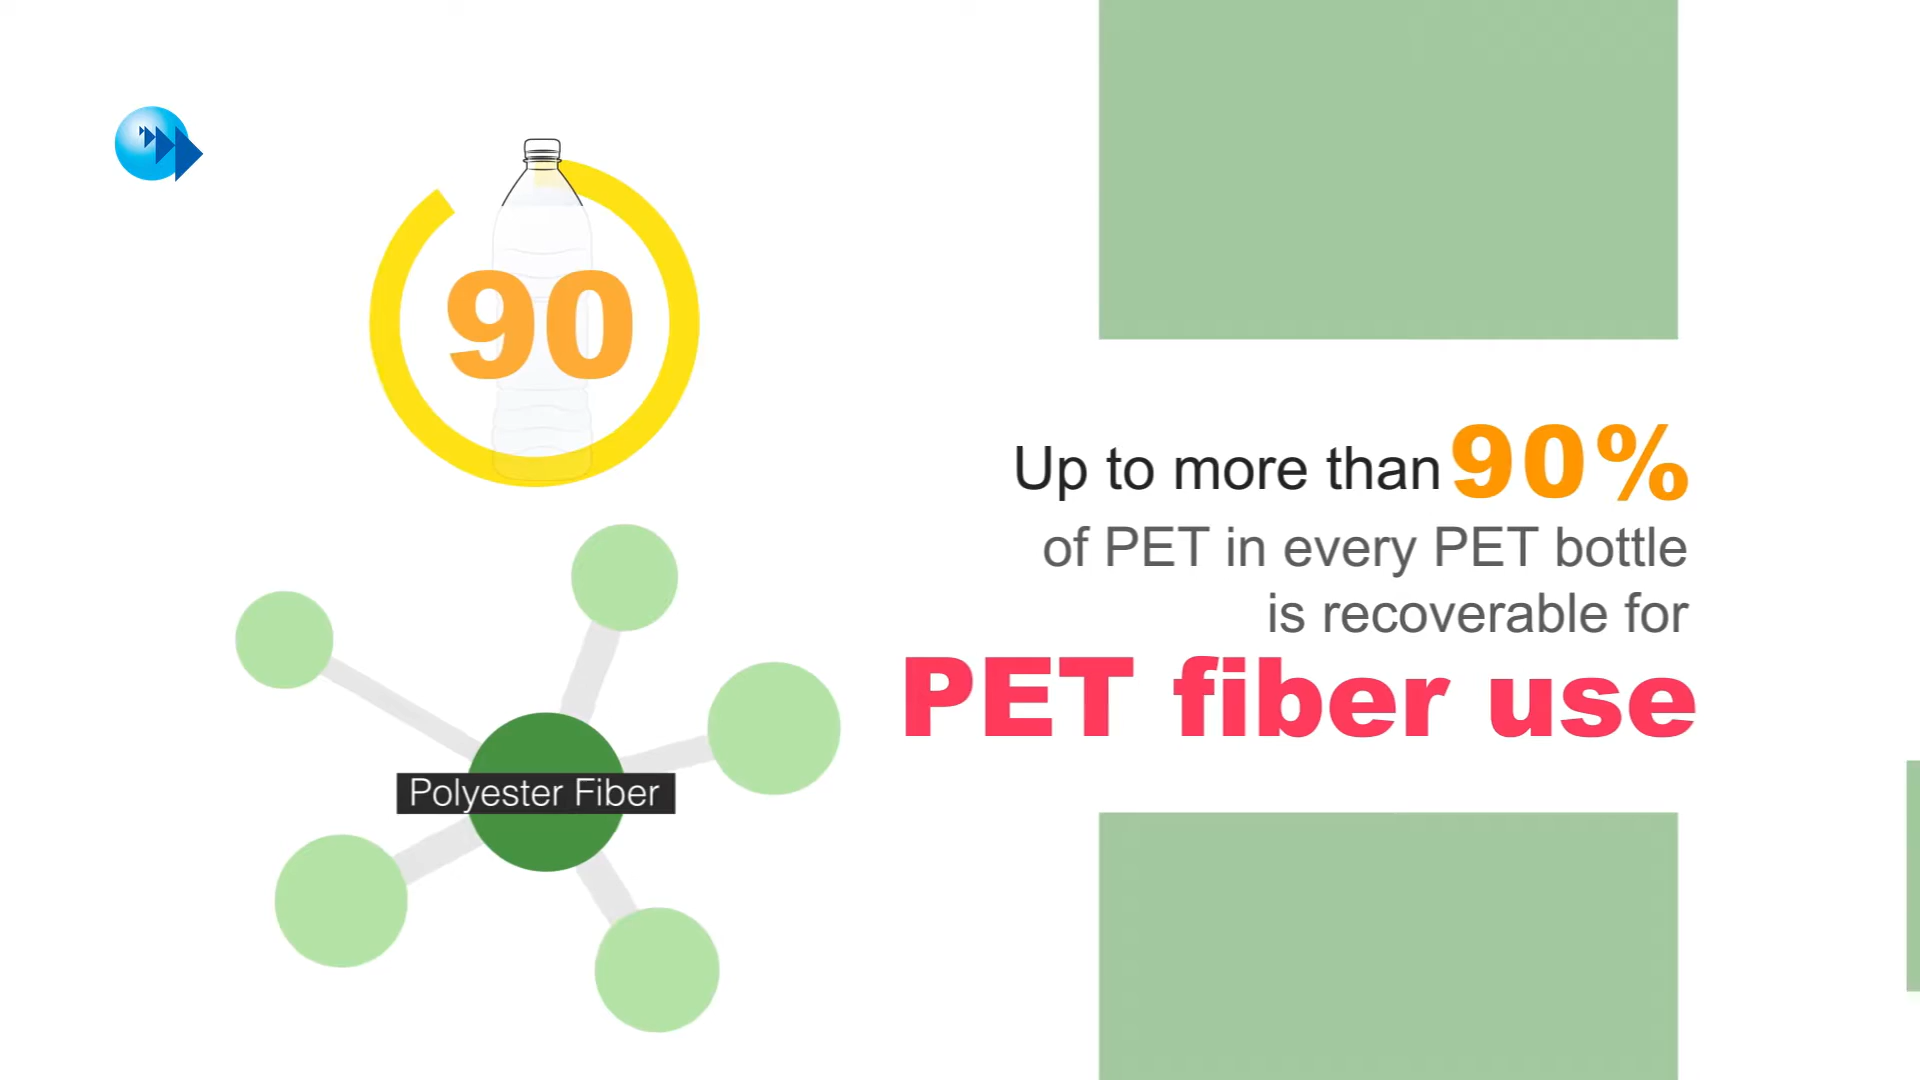 90
Up to more than 90%
of PET in every PET bottle
is recoverable for
PET fiber use
Polyester Fiber